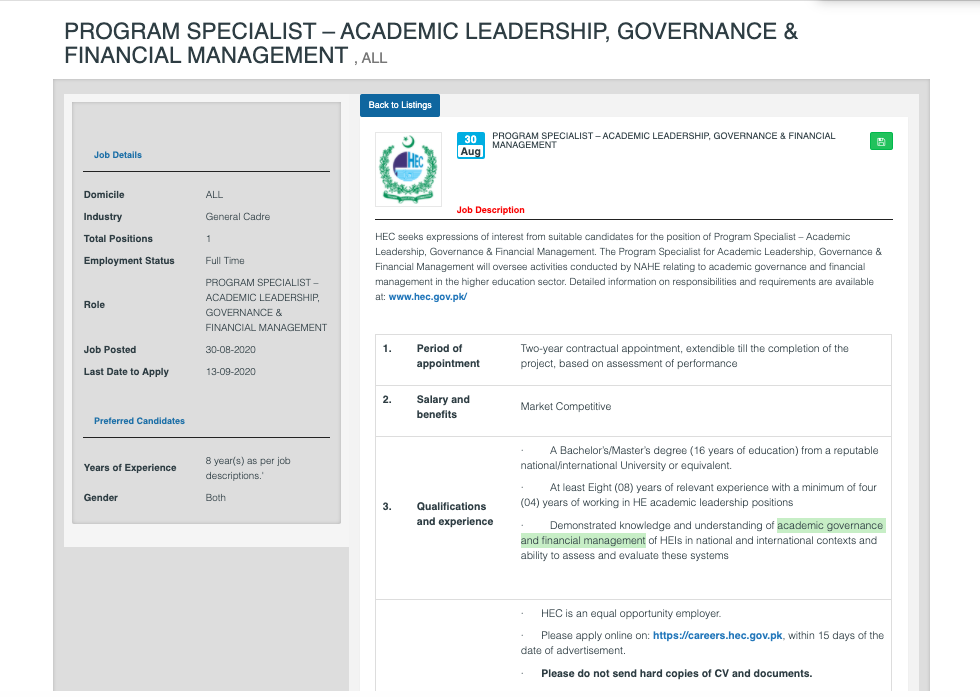 PROGRAM SPECIALIST – ACADEMIC LEADERSHIP, GOVERNANCE &
FINANCIAL MANAGEMENT , ALL
Job Details
Domicile ALL
Industry General Cadre
Total Positions 1
Employment Status Full Time
Role PROGRAM SPECIALIST –
ACADEMIC LEADERSHIP,
GOVERNANCE &
FINANCIAL MANAGEMENT
Job Posted 30-08-2020
Last Date to Apply 13-09-2020
Preferred Candidates
Years of Experience 8 year(s) as per job
descriptions.'
Gender Both
Back to Listings
HEC
30
Aug
PROGRAM SPECIALIST – ACADEMIC LEADERSHIP, GOVERNANCE & FINANCIAL
MANAGEMENT
Job Description
HEC seeks expressions of interest from suitable candidates for the position of Program Specialist – Academic
Leadership, Governance & Financial Management. The Program Specialist for Academic Leadership, Governance &
Financial Management will oversee activities conducted by NAHE relating to academic governance and financial
management in the higher education sector. Detailed information on responsibilities and requirements are available
at: www.hec.gov.pk/
1. Period of
appointment
Two-year contractual appointment, extendible till the completion of the
project, based on assessment of performance
2. Salary and
benefits
Market Competitive
3. Qualifications
and experience
· A Bachelor's/Master's degree (16 years of education) from a reputable
national/international University or equivalent.
· At least Eight (08) years of relevant experience with a minimum of four
(04) years of working in HE academic leadership positions
· Demonstrated knowledge and understanding of academic governance
and financial management of HEIs in national and international contexts and
ability to assess and evaluate these systems
· HEC is an equal opportunity employer.
· Please apply online on: https://careers.hec.gov.pk, within 15 days of the
date of advertisement.
· Please do not send hard copies of CV and documents.